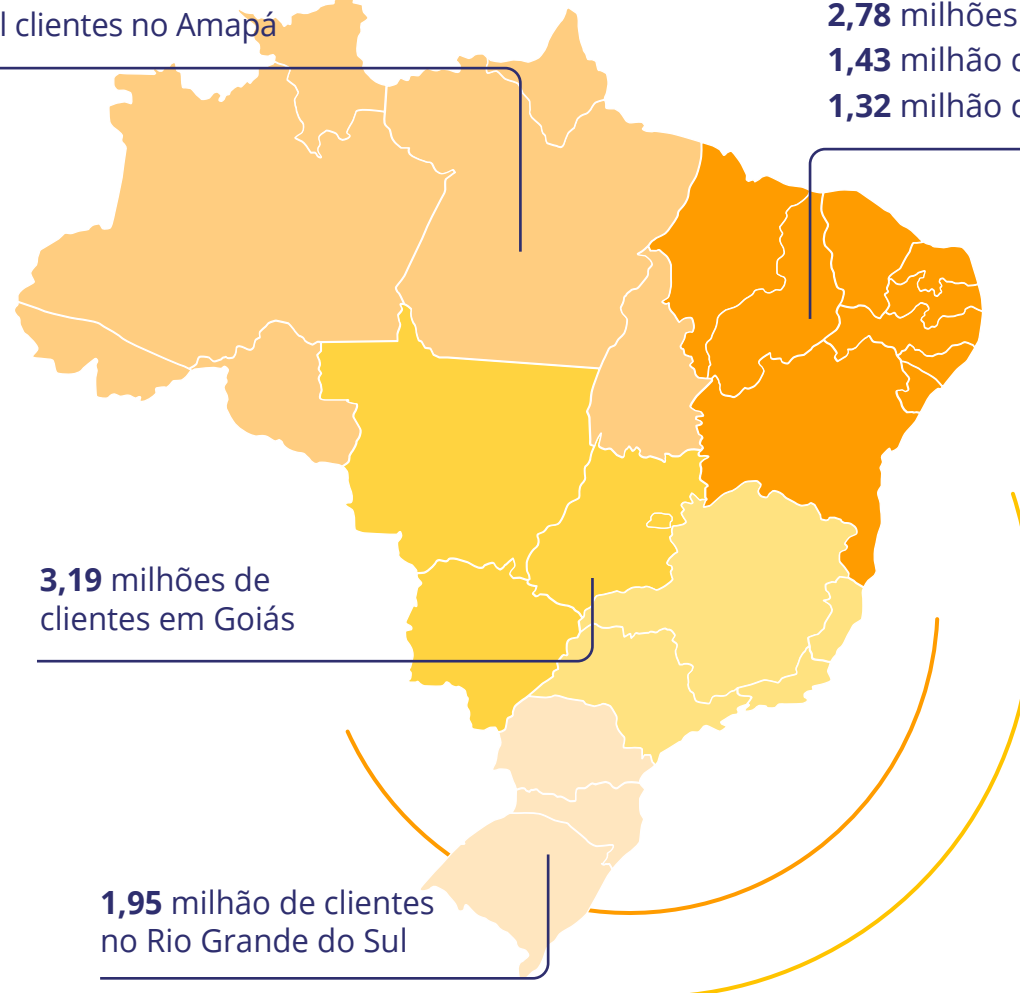 clientes no Amapá
2,78 milhões
1,43 milhão
1,32 milhão
3,19 milhões de
clientes em Goiás
1,95 milhão de clientes
no Rio Grande do Sul